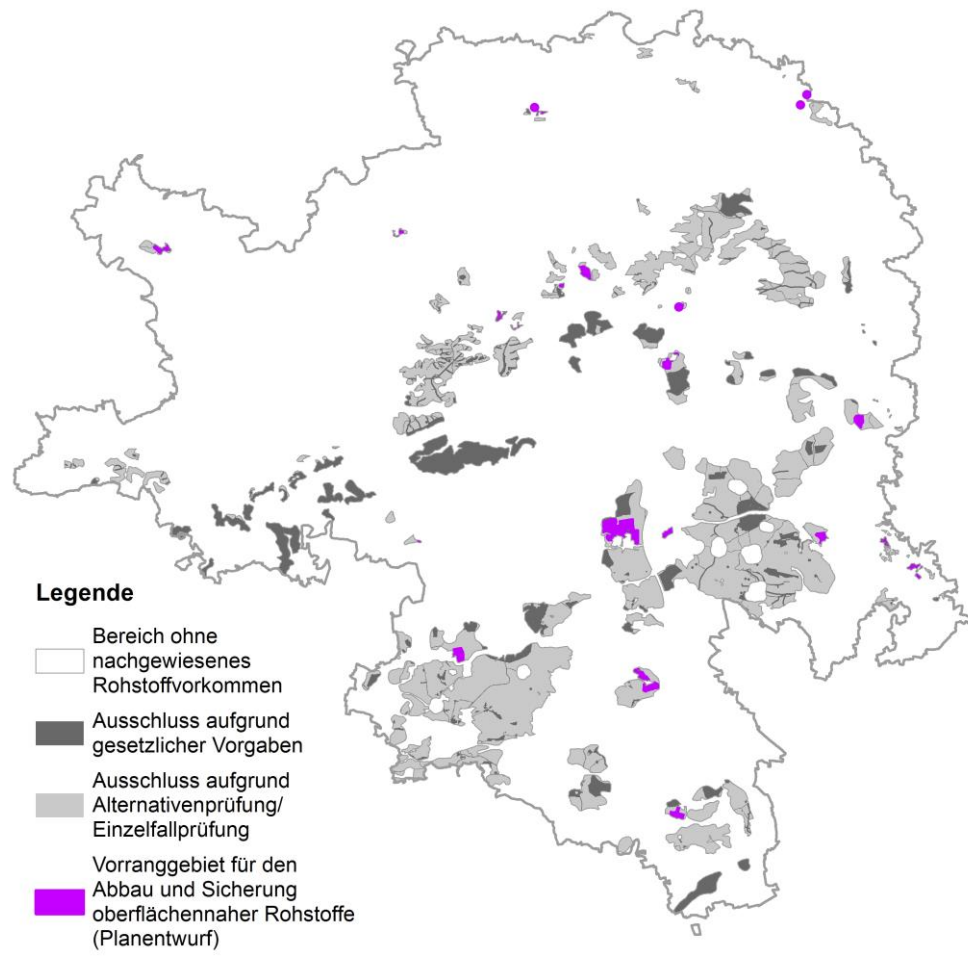 Legende
Bereich ohne
nachgewiesenes
Rohstoffvorkommen
Ausschluss aufgrund
gesetzlicher Vorgaben
Ausschluss aufgrund
Alternativenprüfung/
Einzelfallprüfung
Vorranggebiet für den
Abbau und Sicherung
oberflächennaher Rohstoffe
(Planentwurf)